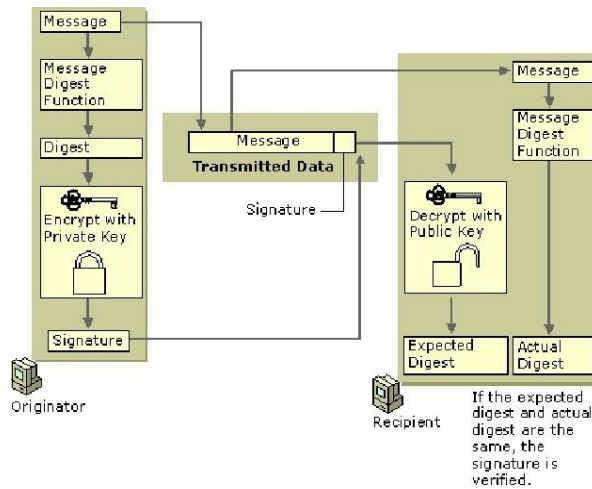 Message
Message
Digest
Function
Digest
Encrypt with
Private Key
Signature
Originator
Message
Transmitted Data
Signature
Message
Message
Digest
Function
Decrypt with
Public Key
Expected
Digest
Actual
Digest
Recipient
If the expected
digest and actual
digest are the
same, the
signature is
verified.